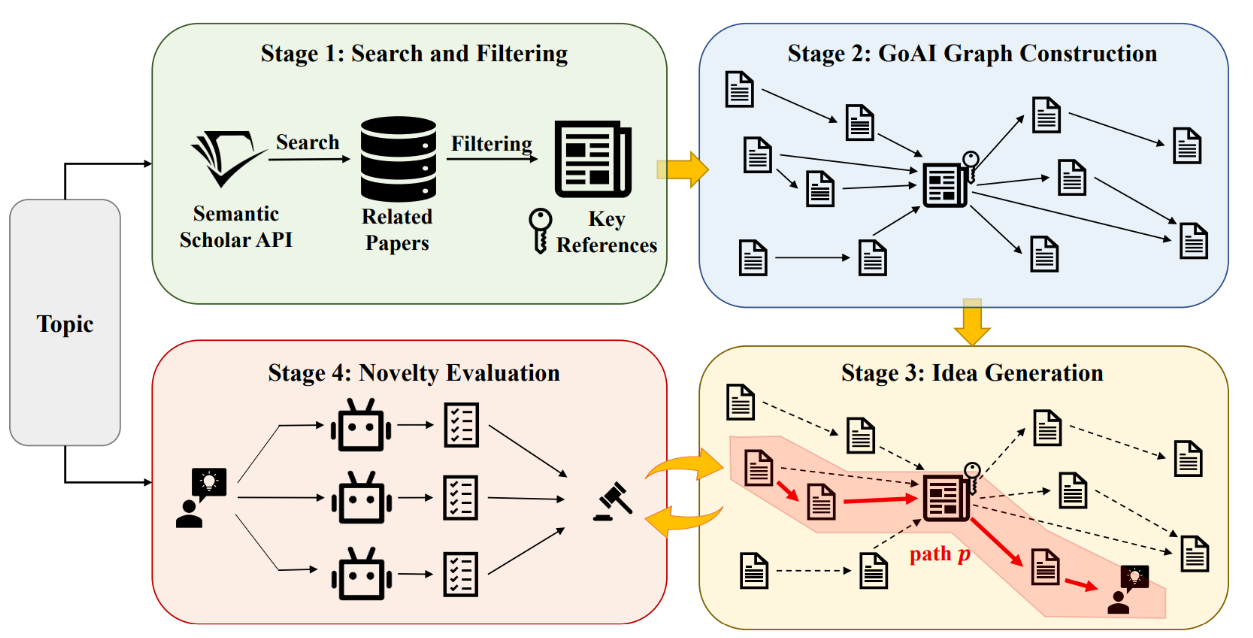 Stage 1: Search and Filtering
Search
Filtering
Semantic
Scholar API
Related
Papers
Key
References
Stage 2: GoAI Graph Construction
Topic
Stage 4: Novelty Evaluation
Stage 3: Idea Generation
path p